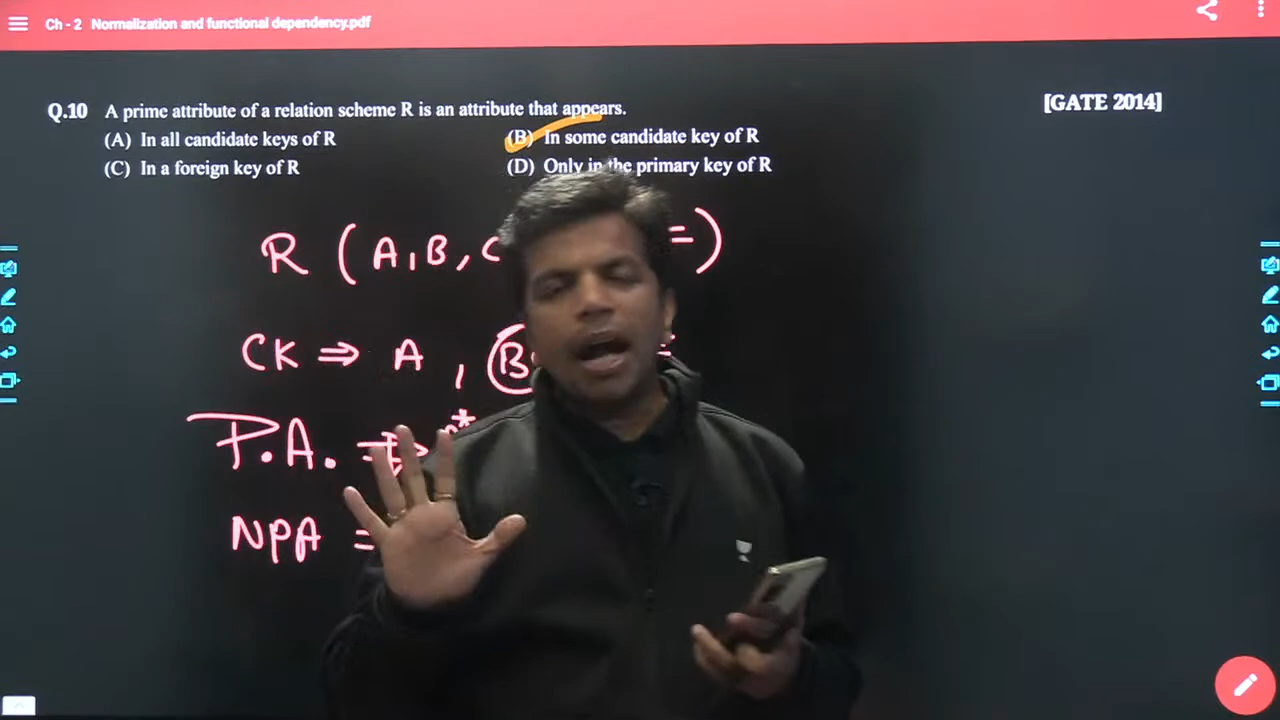 Ch - 2 Normalization and functional dependency.pdf
Q.10 A prime attribute of a relation scheme R is an attribute that appears. [GATE 2014]
(A) In all candidate keys of R (B) In some candidate key of R
(C) In a foreign key of R (D) Only in the primary key of R
R ( A, B, C = )
CK ⇒ A , B
P.A. ⇒
NPA =